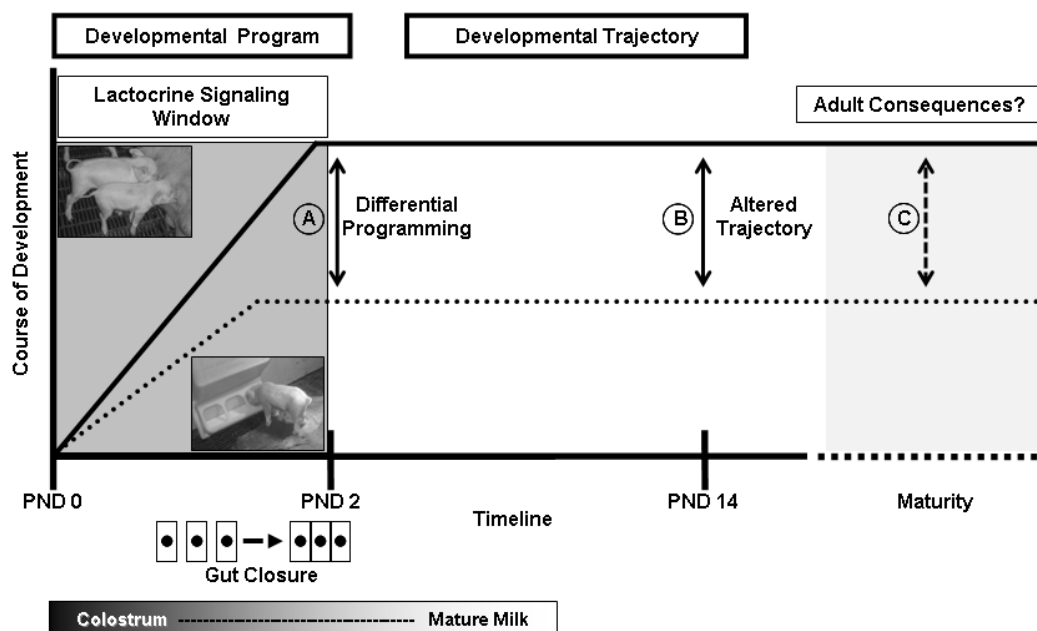 Developmental Program
Developmental Trajectory
Lactocrine Signaling
Window
Adult Consequences?
Course of Development
A
Differential
Programming
B
Altered
Trajectory
C
PND 0
PND 2
Timeline
PND 14
Maturity
Gut Closure
Colostrum
Mature Milk